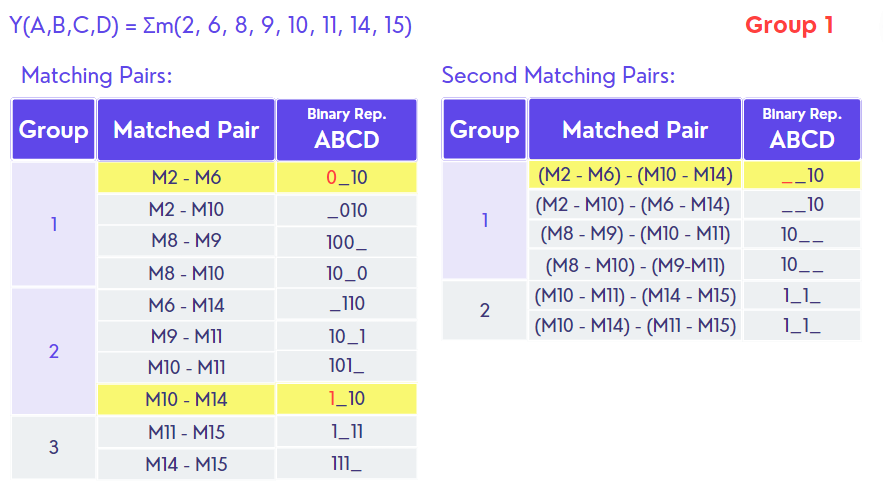 Y(A,B,C,D) = Σm(2, 6, 8, 9, 10, 11, 14, 15)
Group 1
Matching Pairs:
Group Matched Pair Binary Rep. ABCD
1
M2 - M6 0_10
M2 - M10 _010
M8 - M9 100_
M8 - M10 10_0
2
M6 - M14 _110
M9 - M11 10_1
M10 - M11 101_
M10 - M14 1_10
3
M11 - M15 1_11
M14 - M15 111_
Second Matching Pairs:
Group Matched Pair Binary Rep. ABCD
1
(M2 - M6) - (M10 - M14) __10
(M2 - M10) - (M6 - M14) __10
(M8 - M9) - (M10 - M11) 10__
(M8 - M10) - (M9-M11) 10__
2
(M10 - M11) - (M14 - M15) 1_1_
(M10 - M14) - (M11 - M15) 1_1_